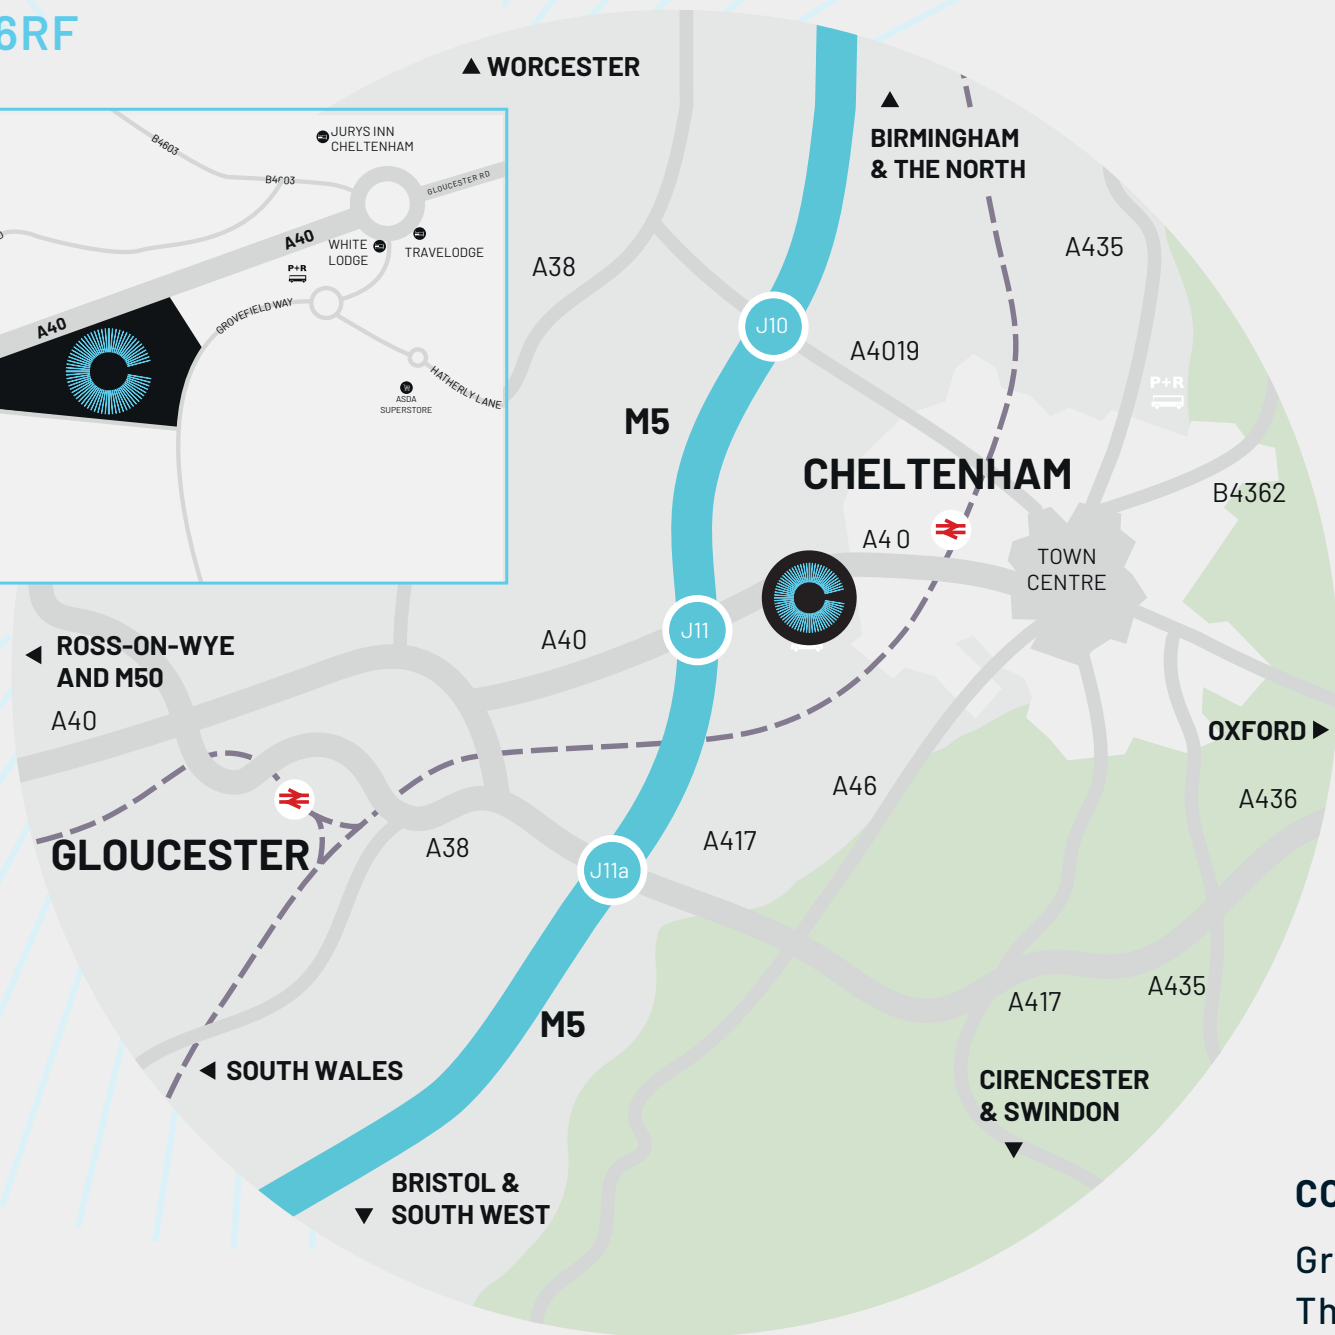 6RF
WORCESTER
BIRMINGHAM
& THE NORTH
B4603
JURYS INN
CHELTENHAM
GLOUCESTER RD
A40
WHITE
LODGE
TRAVELODGE
P+R
GROVEFIELD WAY
A40
HATHERLY LANE
ASDA
SUPERSTORE
A38
A435
J10
A4019
P+R
M5
CHELTENHAM
B4362
A40
TOWN
CENTRE
J11
A40
ROSS-ON-WYE
AND M50
A40
OXFORD
A46
A436
A417
A38
GLOUCESTER
J11a
A417
A435
M5
SOUTH WALES
CIRENCESTER
& SWINDON
BRISTOL &
SOUTH WEST
CO
Gr
Th